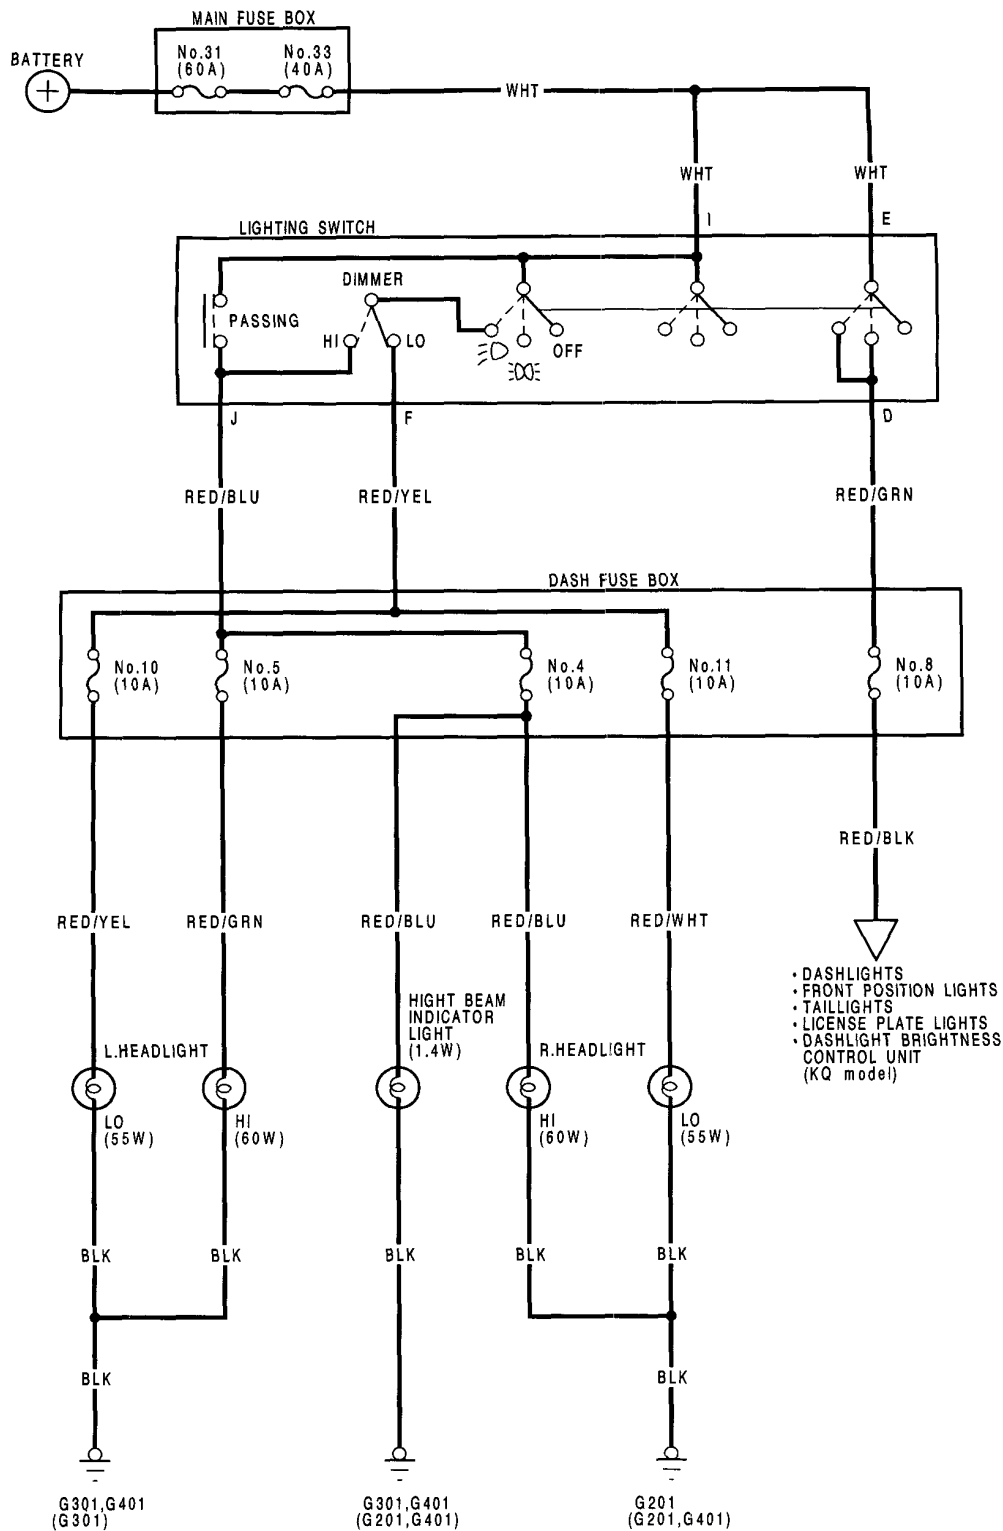 MAIN FUSE BOX
BATTERY
No.31
(60A)
No.33
(40A)
WHT
WHT
WHT
I
E
LIGHTING SWITCH
DIMMER
PASSING
HI
LO
OFF
J
F
D
RED/BLU
RED/YEL
RED/GRN
DASH FUSE BOX
No.10
(10A)
No.5
(10A)
No.4
(10A)
No.11
(10A)
No.8
(10A)
RED/BLK
RED/YEL
RED/GRN
RED/BLU
RED/BLU
RED/WHT
• DASHLIGHTS
• FRONT POSITION LIGHTS
• TAILLIGHTS
• LICENSE PLATE LIGHTS
• DASHLIGHT BRIGHTNESS
CONTROL UNIT
(KQ model)
HIGHT BEAM
INDICATOR
LIGHT
(1.4W)
L.HEADLIGHT
R.HEADLIGHT
LO
(55W)
HI
(60W)
HI
(60W)
LO
(55W)
BLK
BLK
BLK
BLK
BLK
BLK
BLK
G301,G401
(G301)
G301,G401
(G201,G401)
G201
(G201,G401)